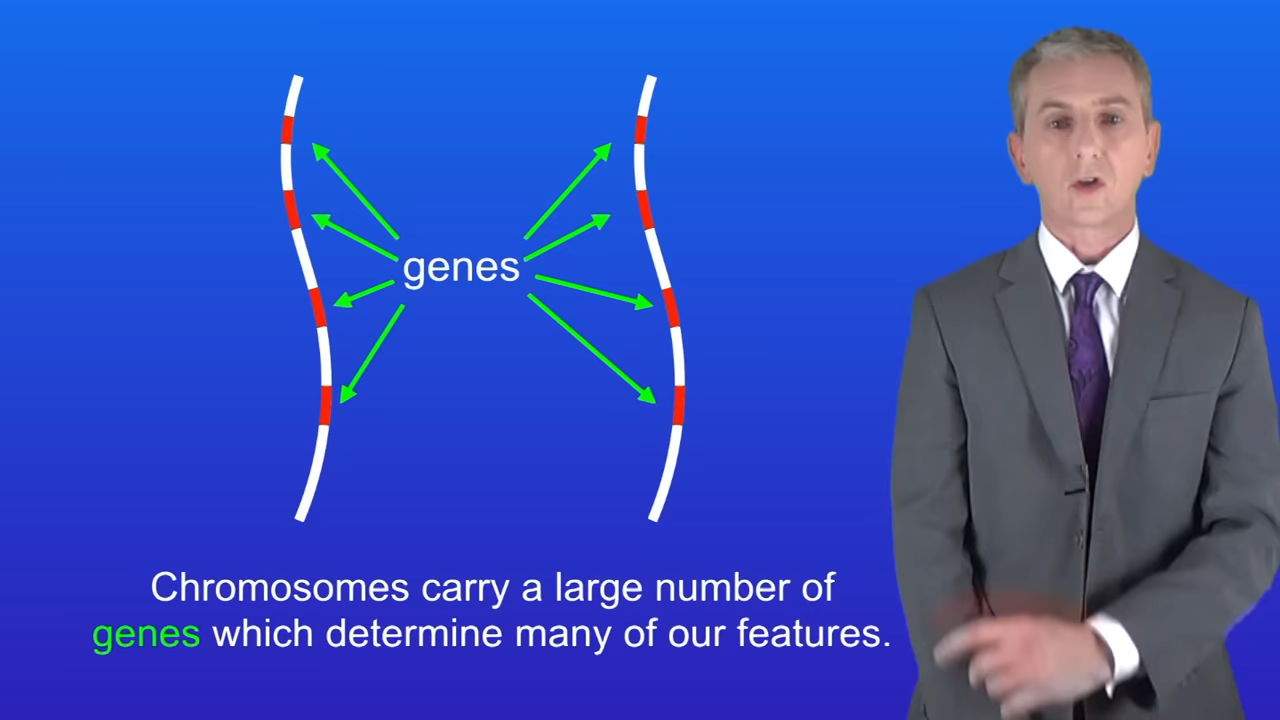 genes
Chromosomes carry a large number of
genes which determine many of our features.